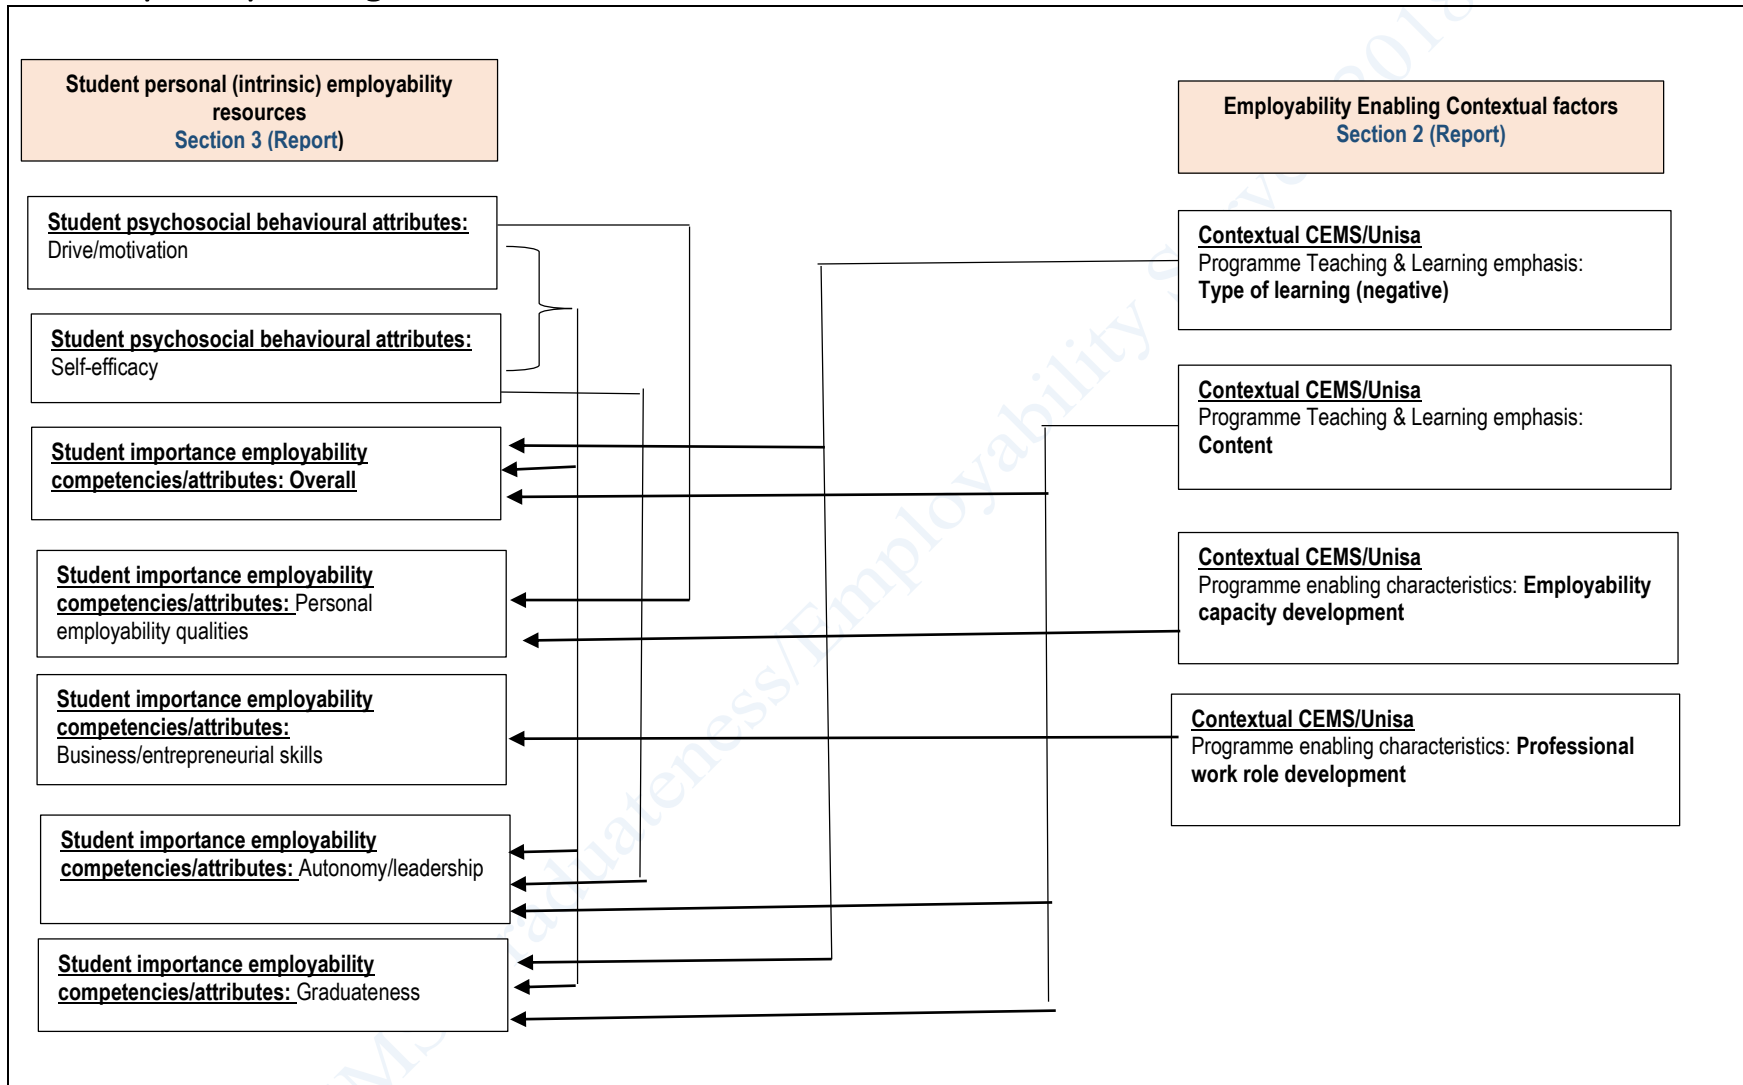 Student personal (intrinsic) employability
resources
Section 3 (Report)
Student psychosocial behavioural attributes:
Drive/motivation
Student psychosocial behavioural attributes:
Self-efficacy
Student importance employability
competencies/attributes: Overall
Student importance employability
competencies/attributes: Personal
employability qualities
Student importance employability
competencies/attributes:
Business/entrepreneurial skills
Student importance employability
competencies/attributes: Autonomy/leadership
Student importance employability
competencies/attributes: Graduateness
Employability Enabling Contextual factors
Section 2 (Report)
Contextual CEMS/Unisa
Programme Teaching & Learning emphasis:
Type of learning (negative)
Contextual CEMS/Unisa
Programme Teaching & Learning emphasis:
Content
Contextual CEMS/Unisa
Programme enabling characteristics: Employability
capacity development
Contextual CEMS/Unisa
Programme enabling characteristics: Professional
work role development